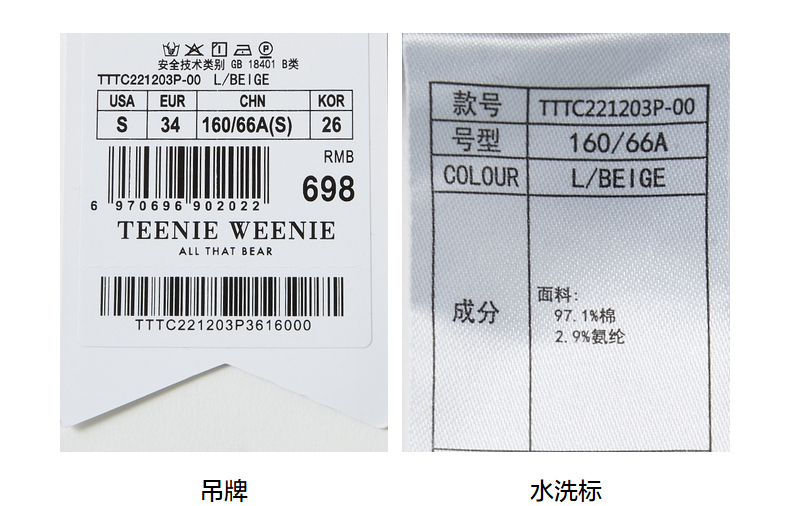 安全技术类别 GB 18401 B类
TTTC221203P-00 L/BEIGE
USA EUR CHN KOR
S 34 160/66A(S) 26
RMB
698
6 970696 902022
TEENIE WEENIE
ALL THAT BEAR
TTTC221203P3616000
款号 TTTC221203P-00
号型 160/66A
COLOUR L/BEIGE
成分
面料:
97.1%棉
2.9%氨纶
吊牌
水洗标